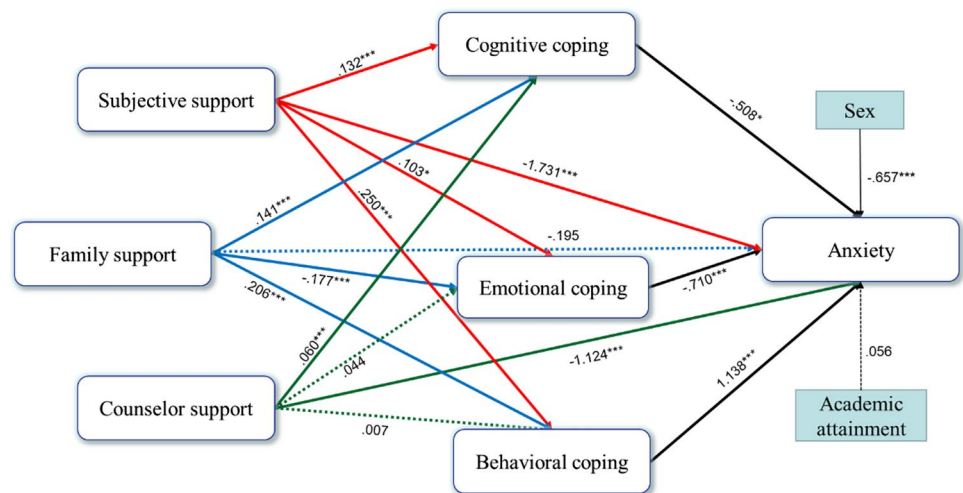 Cognitive coping
.132***
Subjective support
-.508*
Sex
.103*
-1.731***
-.657***
.250***
.141***
-.195
Family support
Anxiety
-.177***
Emotional coping
-.710***
.206***
.060***
.044
-1.124***
.056
1.138***
Counselor support
.007
Academic
attainment
Behavioral coping